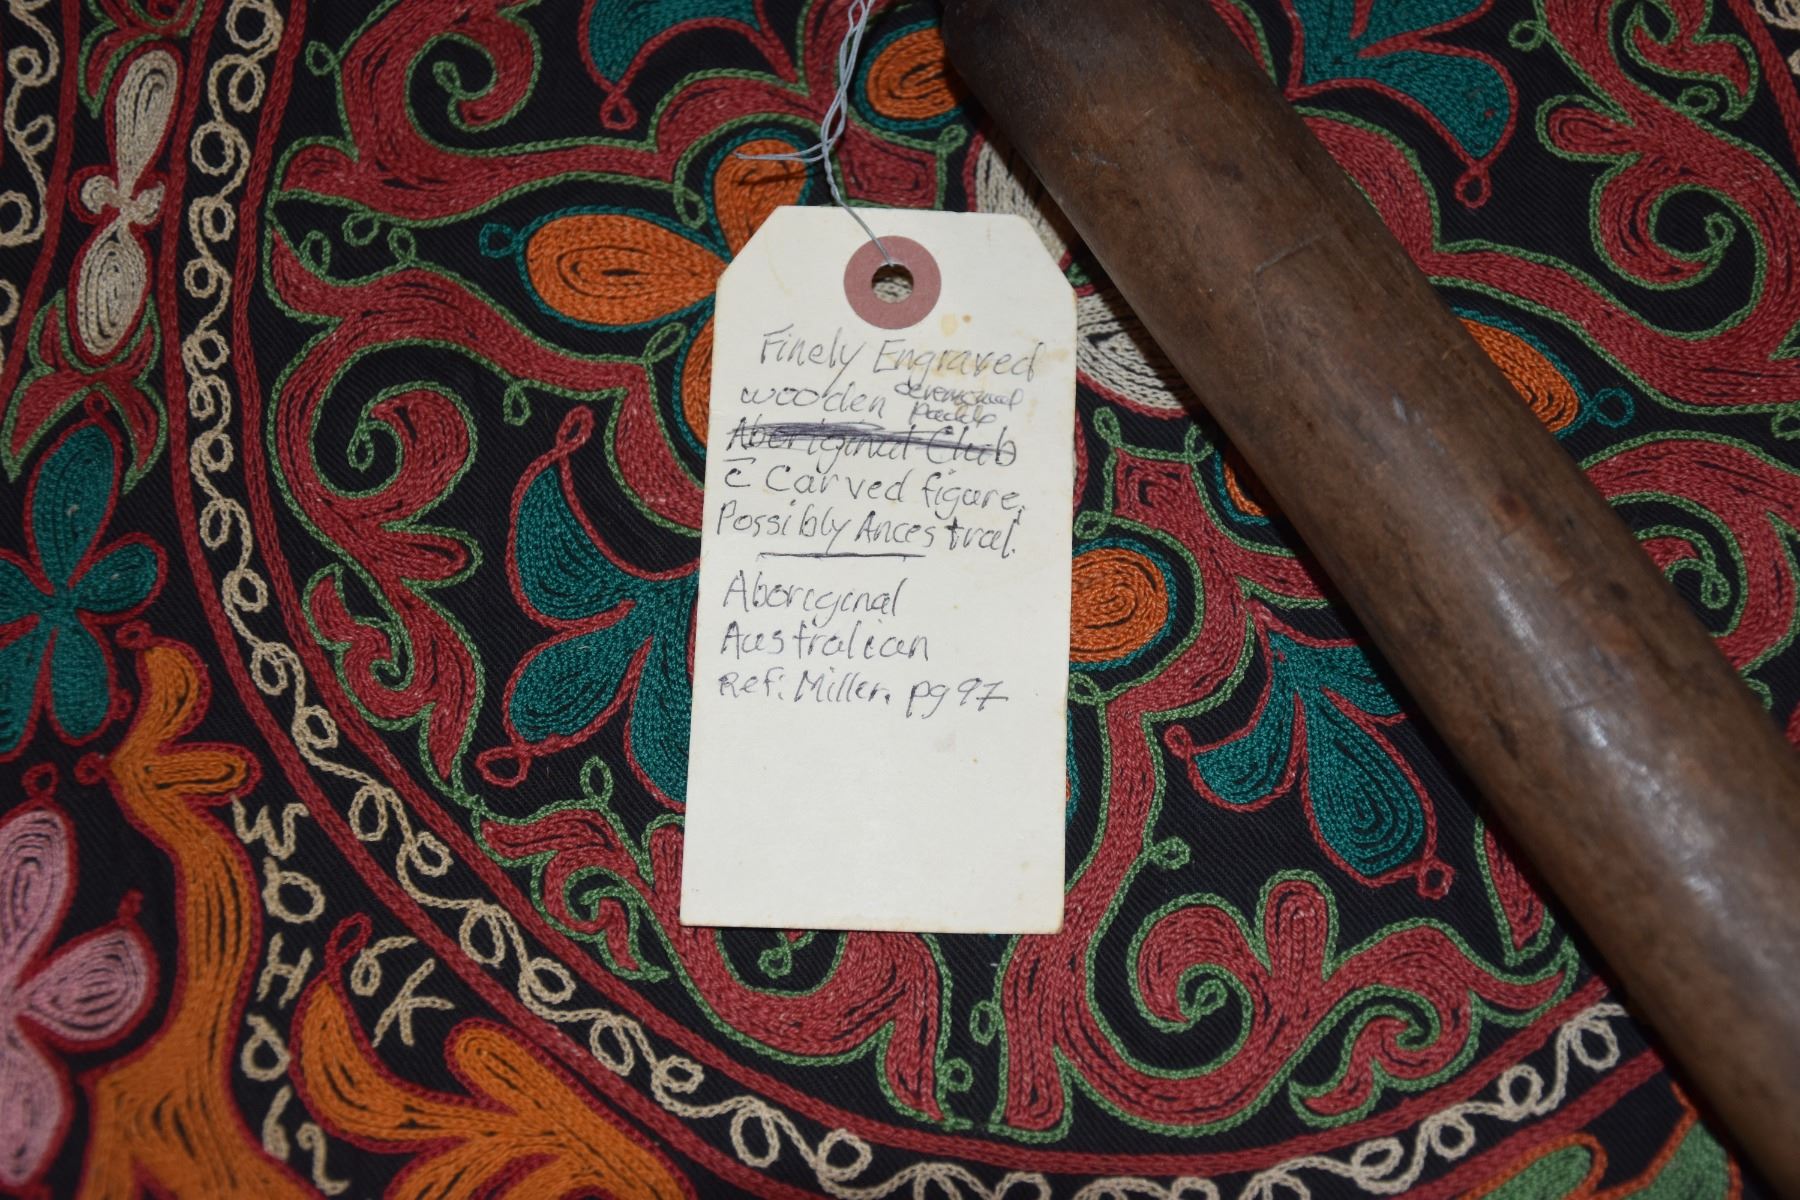 Finely Engraved
wooden ceremonial
paddle
Aboriginal Club
c̄ Carved figure,
Possibly Ancestral.
Aboriginal
Australian
Ref: Miller, pg 97